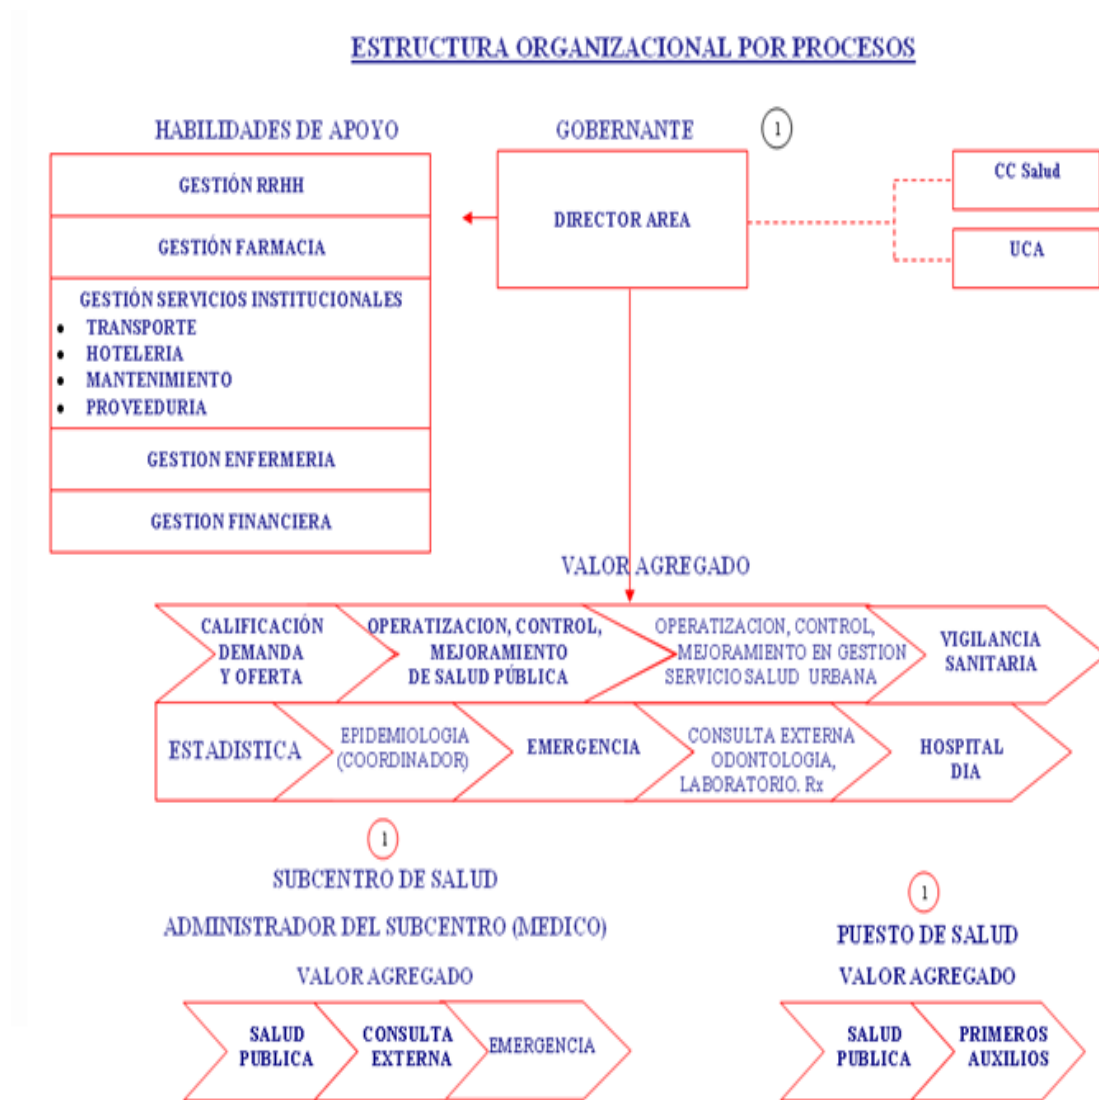 ESTRUCTURA ORGANIZACIONAL POR PROCESOS
HABILIDADES DE APOYO
GOBERNANTE
1
GESTIÓN RRHH
GESTIÓN FARMACIA
GESTIÓN SERVICIOS INSTITUCIONALES
• TRANSPORTE
• HOTELERIA
• MANTENIMIENTO
• PROVEEDURIA
GESTION ENFERMERIA
GESTION FINANCIERA
DIRECTOR AREA
CC Salud
UCA
VALOR AGREGADO
CALIFICACIÓN
DEMANDA
Y OFERTA
OPERATIZACION, CONTROL,
MEJORAMIENTO
DE SALUD PÚBLICA
OPERATIZACION, CONTROL,
MEJORAMIENTO EN GESTION
SERVICIO SALUD URBANA
VIGILANCIA
SANITARIA
ESTADISTICA
EPIDEMIOLOGIA
(COORDINADOR)
EMERGENCIA
CONSULTA EXTERNA
ODONTOLOGIA,
LABORATORIO. Rx
HOSPITAL
DIA
1
SUBCENTRO DE SALUD
ADMINISTRADOR DEL SUBCENTRO (MEDICO)
VALOR AGREGADO
SALUD
PUBLICA
CONSULTA
EXTERNA
EMERGENCIA
1
PUESTO DE SALUD
VALOR AGREGADO
SALUD
PUBLICA
PRIMEROS
AUXILIOS